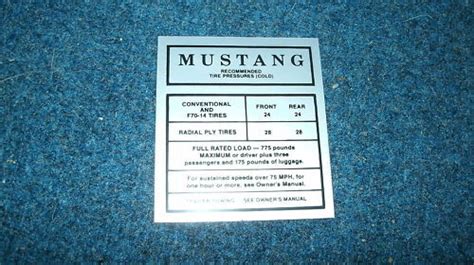 MUSTANG
RECOMMENDED
TIRE PRESSURES (COLD)
CONVENTIONAL AND F70-14 TIRES FRONT 24 REAR 24
RADIAL PLY TIRES 28 28
FULL RATED LOAD — 775 pounds
MAXIMUM or driver plus three
passengers and 175 pounds of luggage.
For sustained speeds over 75 MPH, for
one hour or more, see Owner's Manual.
TRAILER TOWING SEE OWNER'S MANUAL